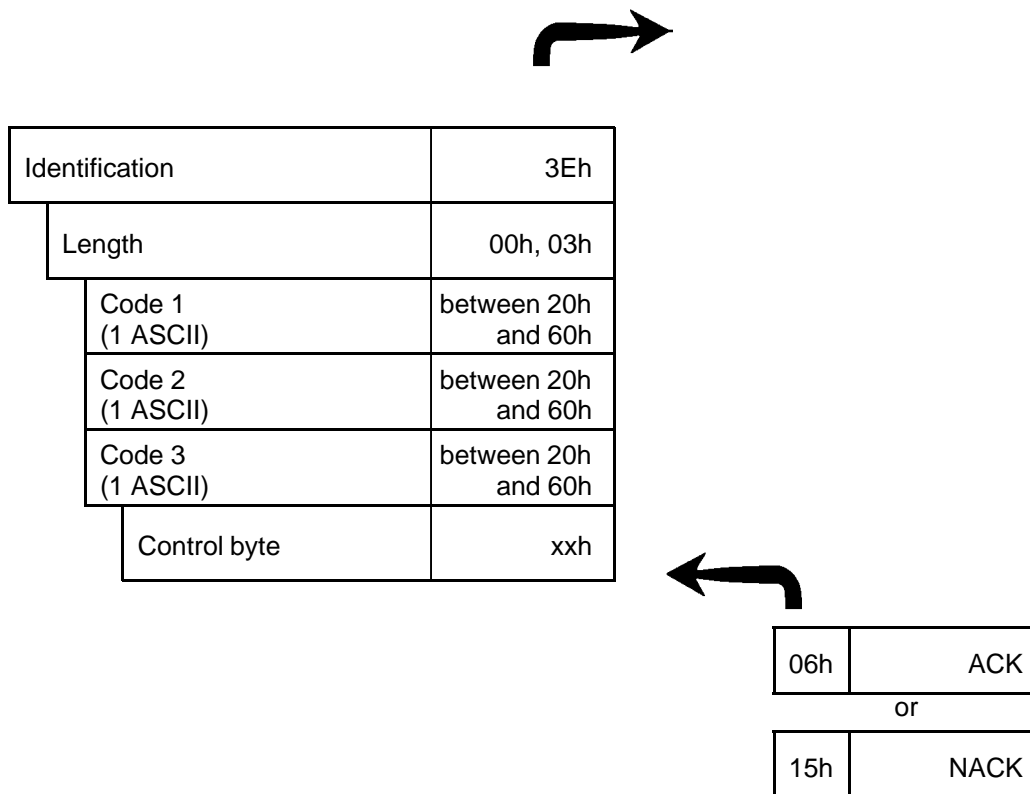 Identification 3Eh
Length 00h, 03h
Code 1 between 20h
(1 ASCII) and 60h
Code 2 between 20h
(1 ASCII) and 60h
Code 3 between 20h
(1 ASCII) and 60h
Control byte xxh
06h ACK
or
15h NACK